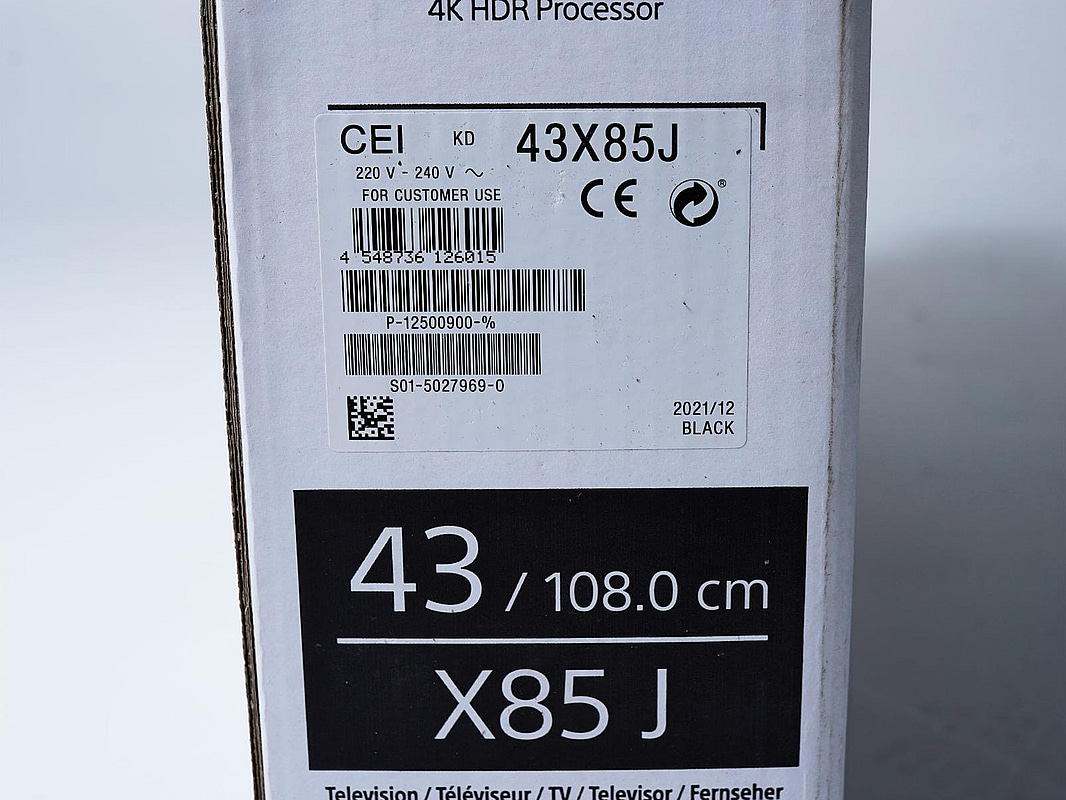 4K HDR Processor
CEI KD 43X85J
220 V - 240 V ~
FOR CUSTOMER USE
CE ®
4 548736 126015
P-12500900-%
S01-5027969-0
2021/12
BLACK
43 / 108.0 cm
X85 J
Television / Téléviseur / TV / Televisor / Fernseher